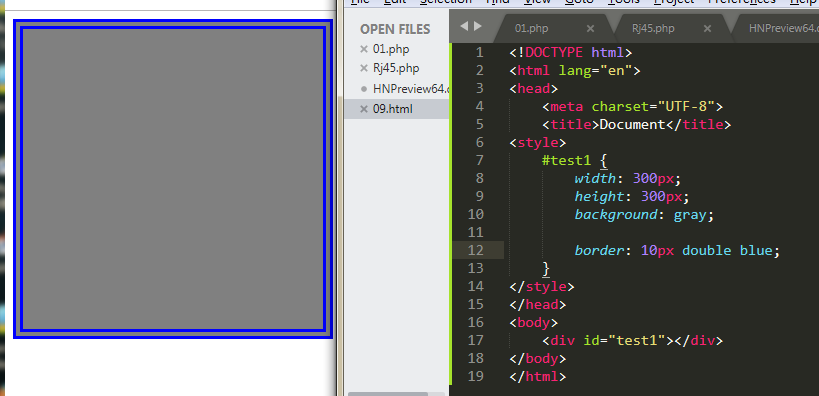 Edit Selection Find View Goto Tools Project Preferences Help
OPEN FILES
01.php
Rj45.php
HNPreview64.c
09.html
01.php Rj45.php HNPreview64
1 <!DOCTYPE html>
2 <html lang="en">
3 <head>
4 <meta charset="UTF-8">
5 <title>Document</title>
6 <style>
7 #test1 {
8 width: 300px;
9 height: 300px;
10 background: gray;
11
12 border: 10px double blue;
13 }
14 </style>
15 </head>
16 <body>
17 <div id="test1"></div>
18 </body>
19 </html>